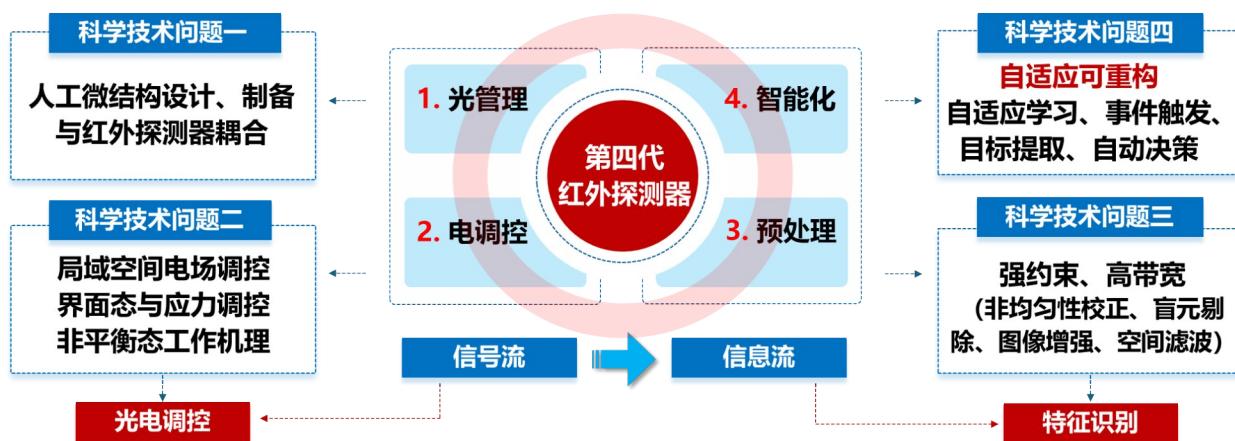 科学技术问题一
人工微结构设计、制备
与红外探测器耦合
科学技术问题二
局域空间电场调控
界面态与应力调控
非平衡态工作机理
光电调控
1. 光管理
2. 电调控
第四代
红外探测器
4. 智能化
3. 预处理
信号流
信息流
科学技术问题四
自适应可重构
自适应学习、事件触发、
目标提取、自动决策
科学技术问题三
强约束、高带宽
（非均匀性校正、盲元剔
除、图像增强、空间滤波）
特征识别